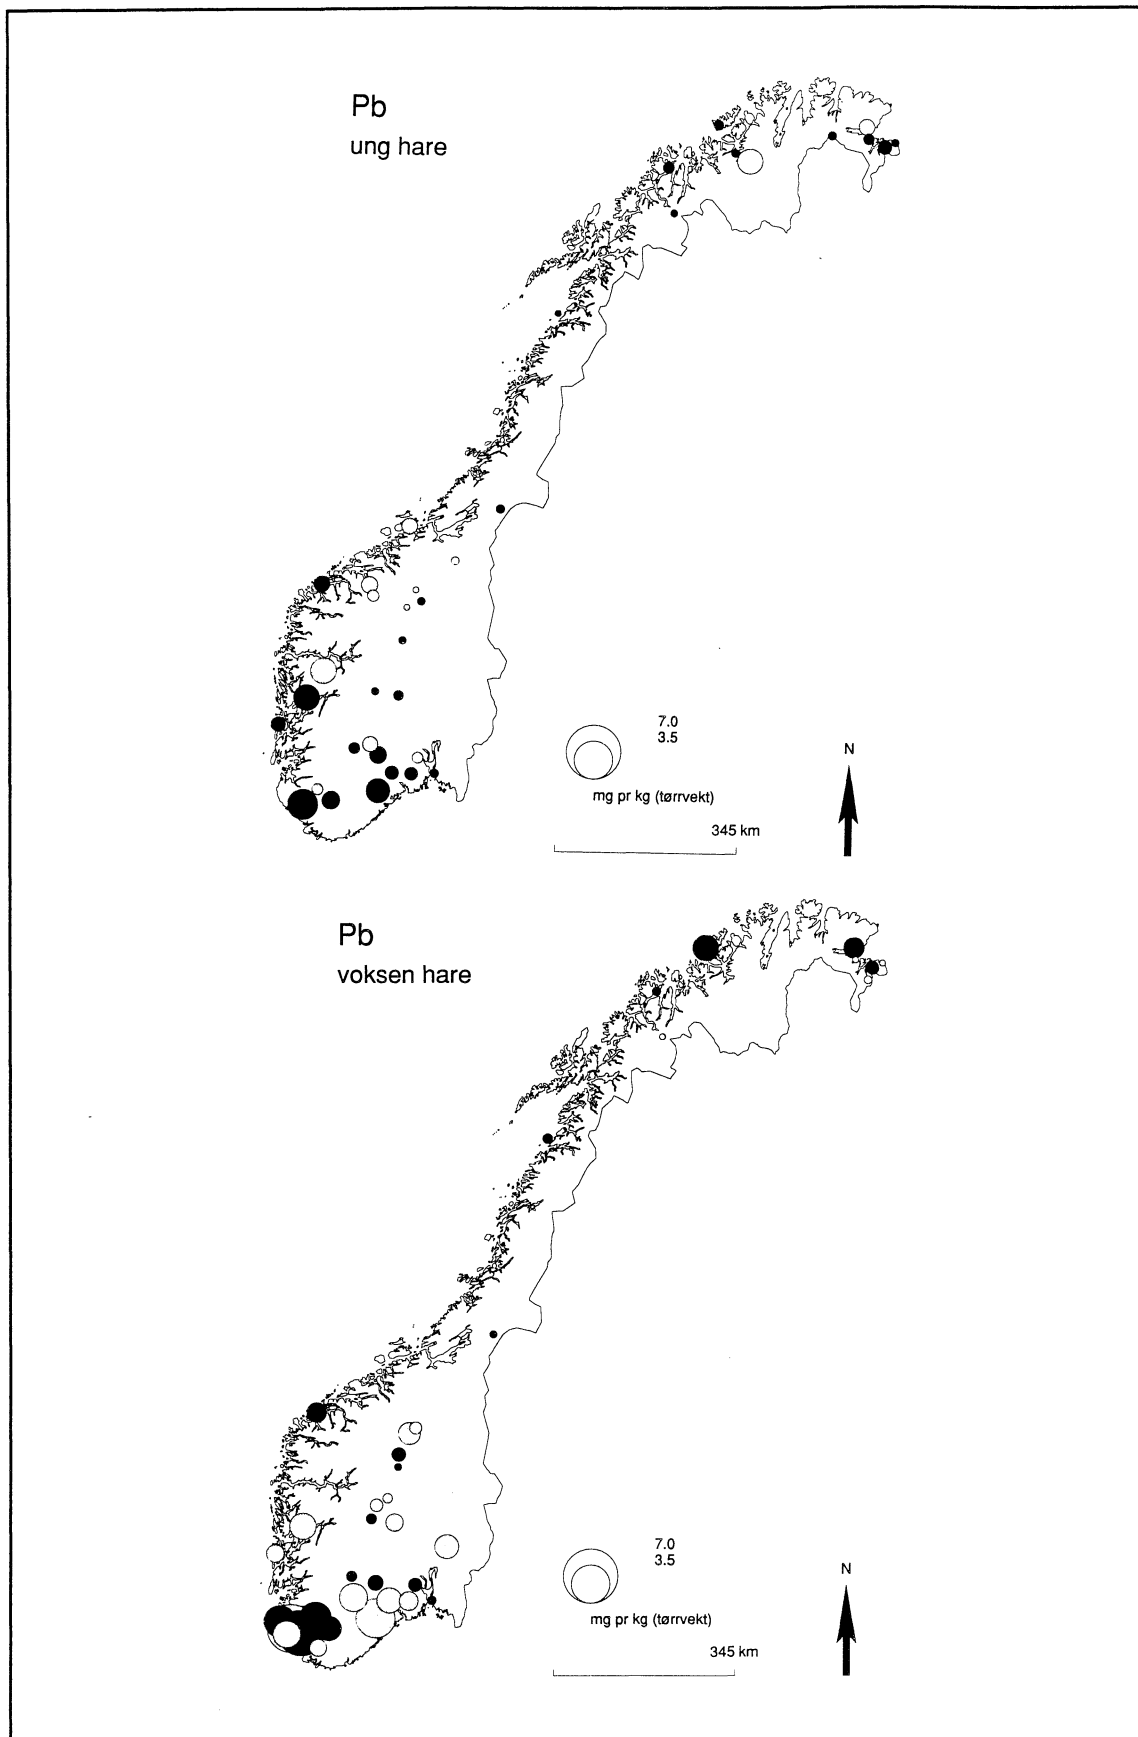 Pb
ung hare
7.0
3.5
mg pr kg (tørrvekt)
N
345 km
Pb
voksen hare
7.0
3.5
mg pr kg (tørrvekt)
N
345 km